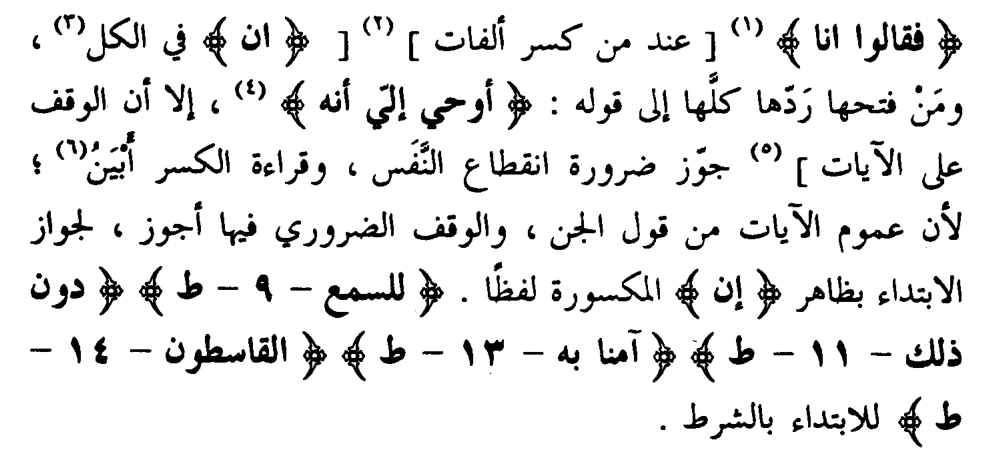 ﴿ فقالوا انا ﴾ (١) [ عند من كسر ألفات ] (٢) [ ﴿ ان ﴾ في الكل (٣) ،
ومَنْ فتحها رَدّها كلَّها إلى قوله : ﴿ أوحي إليّ أنه ﴾ (٤) ، إلا أن الوقف
على الآيات ] (٥) جوّز ضرورة انقطاع النَّفَس ، وقراءة الكسر أَبْيَنُ (٦) ؛
لأن عموم الآيات من قول الجن ، والوقف الضروري فيها أجوز ، لجواز
الابتداء بظاهر ﴿ إن ﴾ المكسورة لفظًا . ﴿ للسمع – ٩ – ط ﴾ ﴿ دون
ذلك – ١١ – ط ﴾ ﴿ آمنا به – ١٣ – ط ﴾ ﴿ القاسطون – ١٤ –
ط ﴾ للابتداء بالشرط .